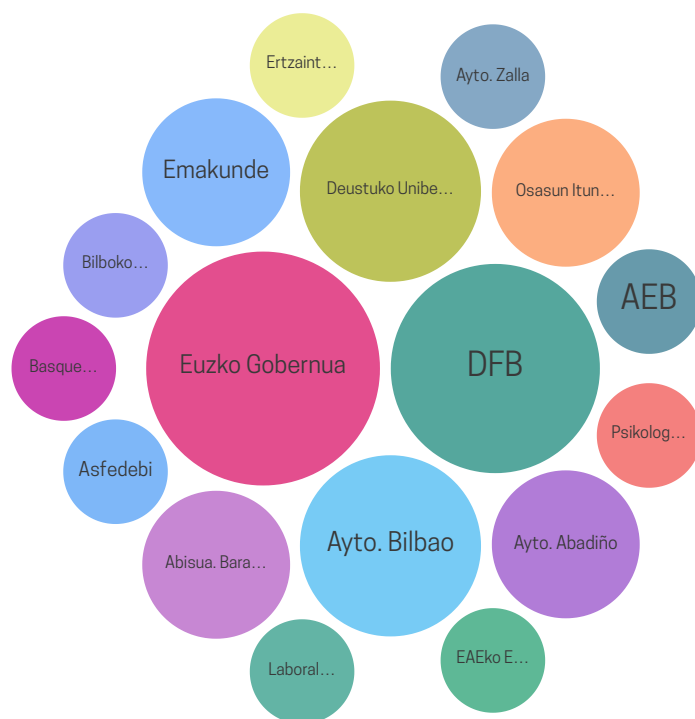 Ertzaint...
Ayto. Zalla
Emakunde
Deustuko Unibe...
Osasun Itun...
Bilboko...
AEB
Basque...
Euzko Gobernua
DFB
Psikolog...
Asfedebi
Abisua. Bara...
Ayto. Bilbao
Ayto. Abadiño
Laboral...
EAEko E...